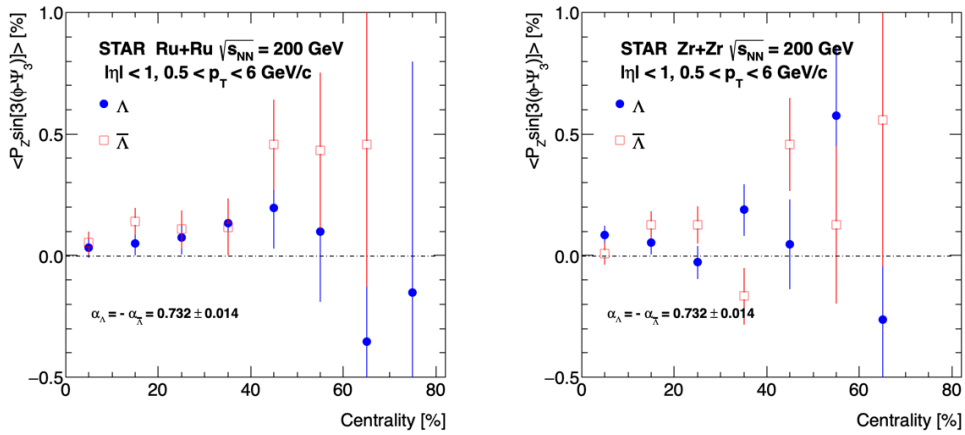 <P_Z sin[3(ϕ-Ψ_3)]> [%]
1.0
0.5
0.0
−0.5
STAR Ru+Ru √s_NN = 200 GeV
|η| < 1, 0.5 < p_T < 6 GeV/c
Λ
Λ̅
α_Λ = - α_Λ̅ = 0.732 ± 0.014
0 20 40 60 80
Centrality [%]
<P_Z sin[3(ϕ-Ψ_3)]> [%]
1.0
0.5
0.0
−0.5
STAR Zr+Zr √s_NN = 200 GeV
|η| < 1, 0.5 < p_T < 6 GeV/c
Λ
Λ̅
α_Λ = - α_Λ̅ = 0.732 ± 0.014
0 20 40 60 80
Centrality [%]